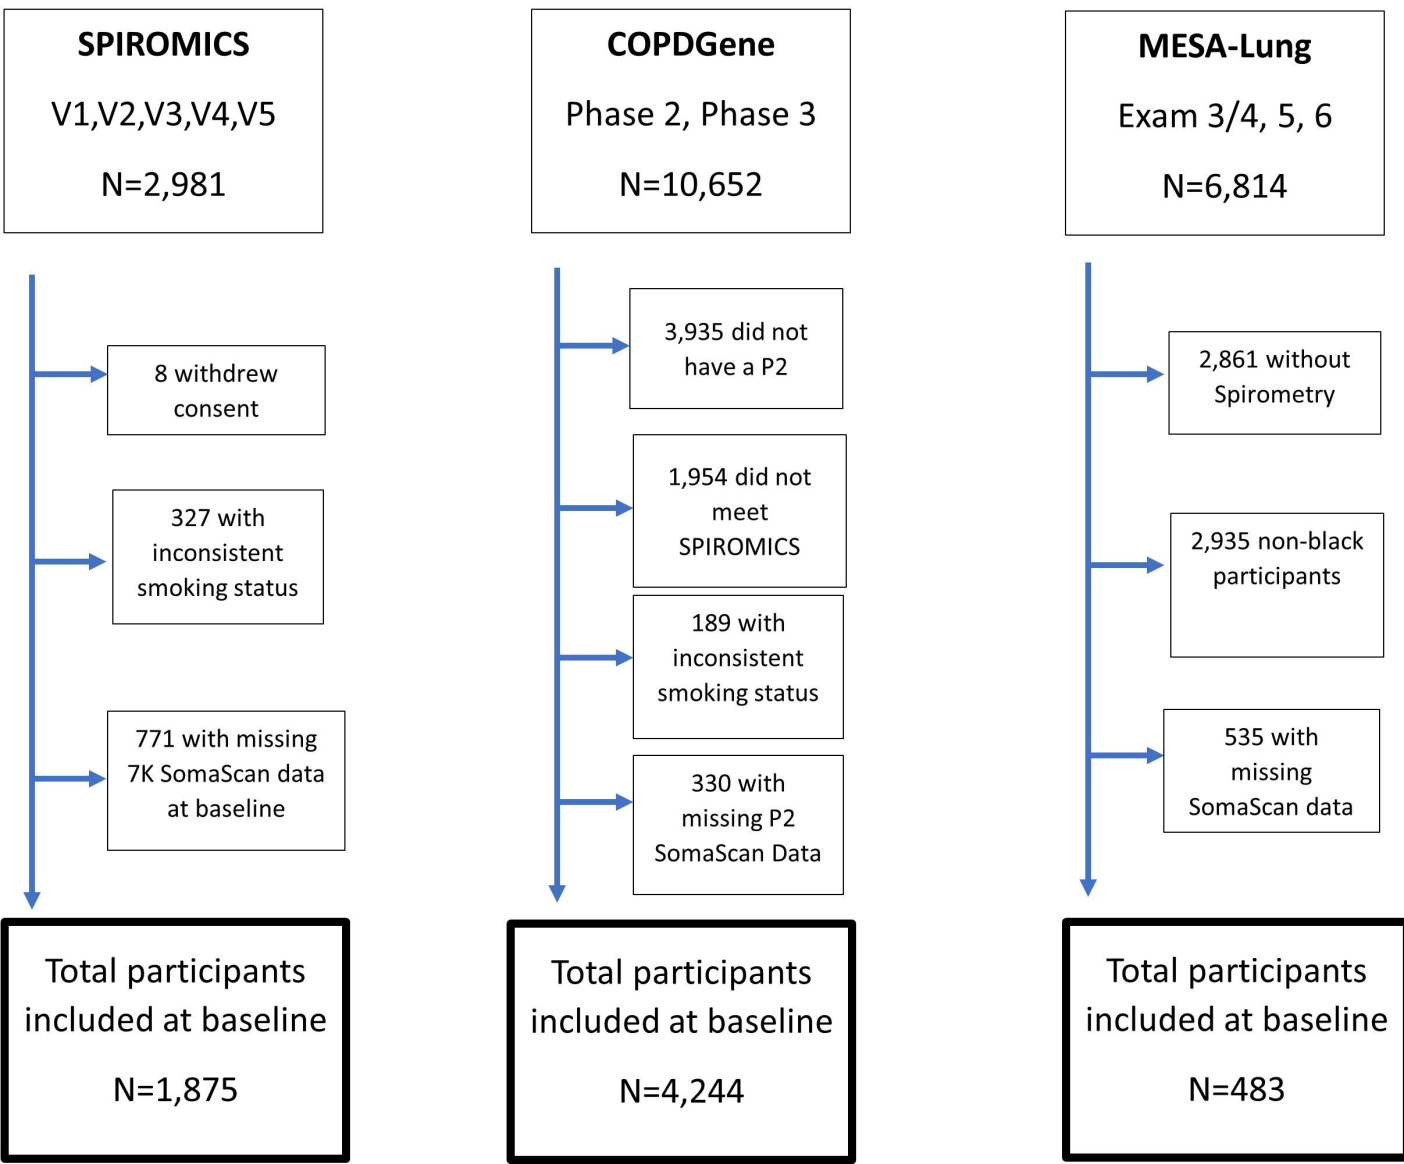 SPIROMICS
V1,V2,V3,V4,V5
N=2,981
8 withdrew
consent
327 with
inconsistent
smoking status
771 with missing
7K SomaScan data
at baseline
Total participants
included at baseline
N=1,875
COPDGene
Phase 2, Phase 3
N=10,652
3,935 did not
have a P2
1,954 did not
meet
SPIROMICS
189 with
inconsistent
smoking status
330 with
missing P2
SomaScan Data
Total participants
included at baseline
N=4,244
MESA-Lung
Exam 3/4, 5, 6
N=6,814
2,861 without
Spirometry
2,935 non-black
participants
535 with
missing
SomaScan data
Total participants
included at baseline
N=483